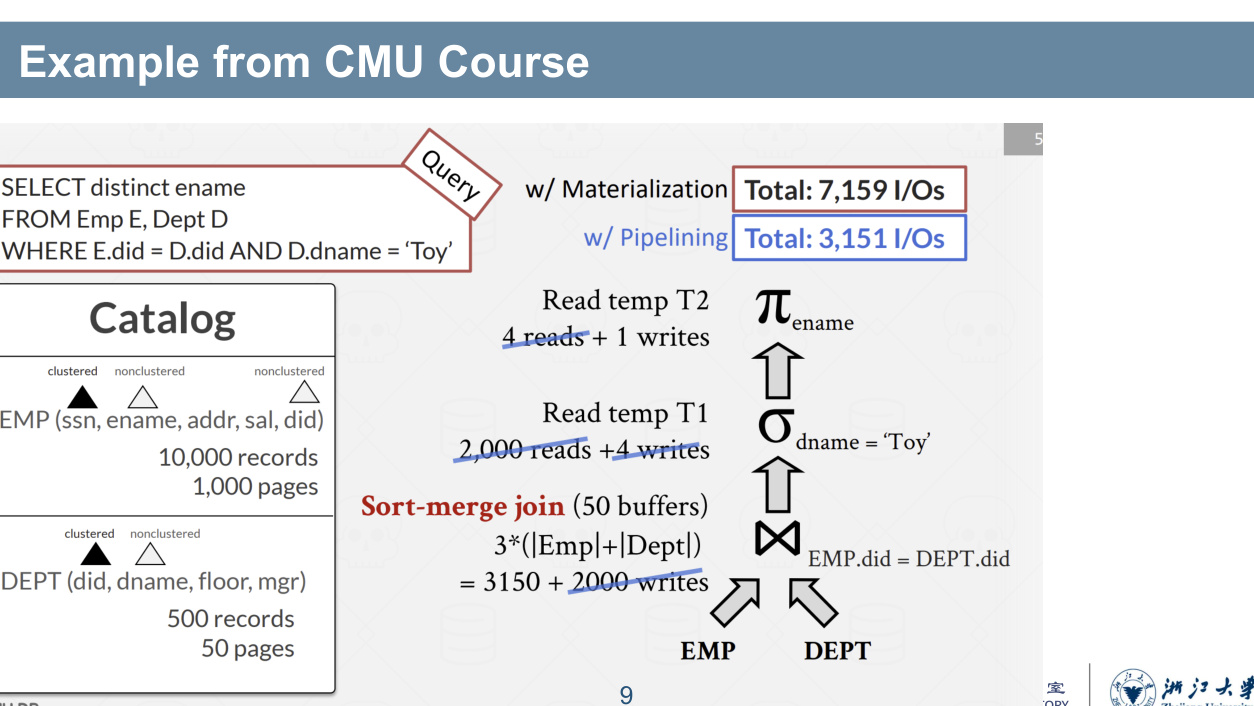 Example from CMU Course
5
Query
SELECT distinct ename
FROM Emp E, Dept D
WHERE E.did = D.did AND D.dname = ‘Toy’
w/ Materialization Total: 7,159 I/Os
w/ Pipelining Total: 3,151 I/Os
Catalog
clustered nonclustered nonclustered
EMP (ssn, ename, addr, sal, did)
10,000 records
1,000 pages
clustered nonclustered
DEPT (did, dname, floor, mgr)
500 records
50 pages
Read temp T2
4 reads + 1 writes
π ename
Read temp T1
2,000 reads +4 writes
σ dname = ‘Toy’
Sort-merge join (50 buffers)
3*(|Emp|+|Dept|)
= 3150 + 2000 writes
⋈ EMP.did = DEPT.did
EMP DEPT
9
室
浙江大学